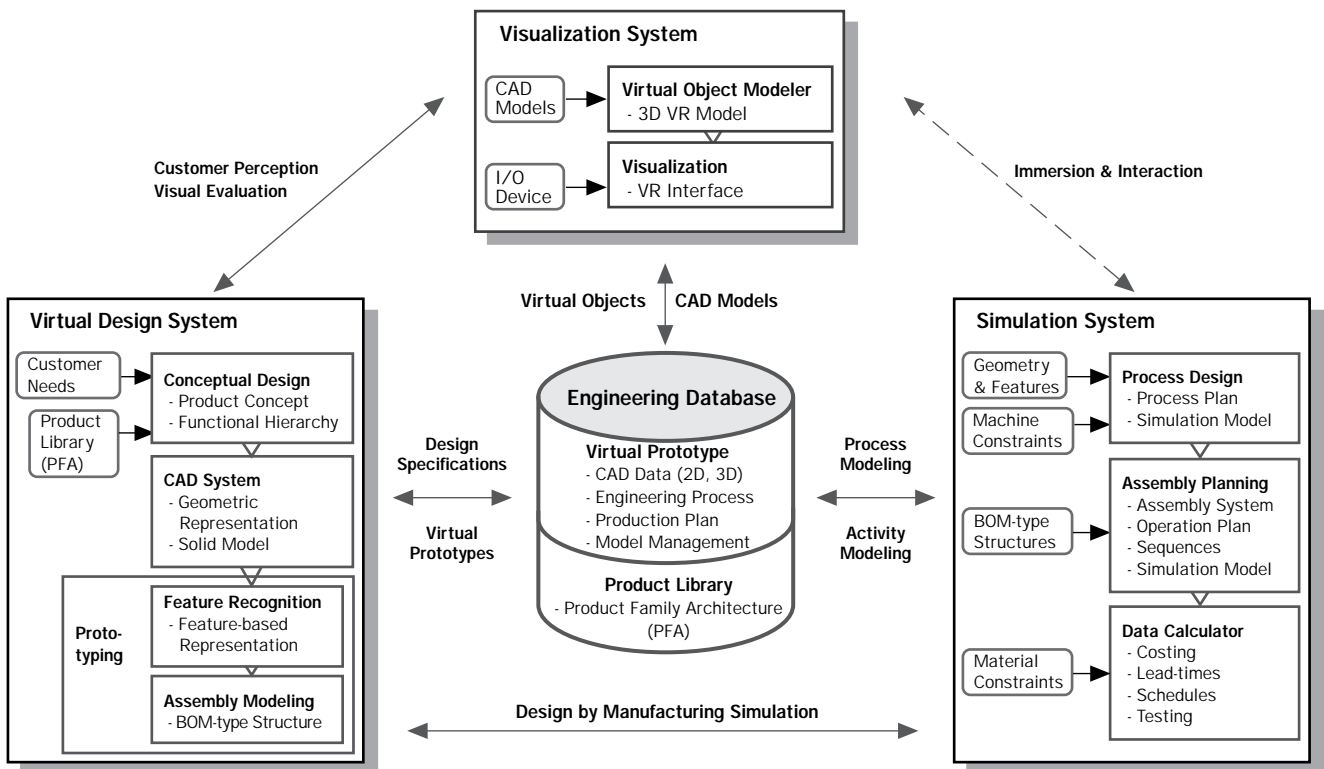 Visualization System
CAD
Models
Virtual Object Modeler
- 3D VR Model
I/O
Device
Visualization
- VR Interface
Customer Perception
Visual Evaluation
Immersion & Interaction
Virtual Objects
CAD Models
Virtual Design System
Customer
Needs
Product
Library
(PFA)
Conceptual Design
- Product Concept
- Functional Hierarchy
CAD System
- Geometric
Representation
- Solid Model
Proto-
typing
Feature Recognition
- Feature-based
Representation
Assembly Modeling
- BOM-type Structure
Design
Specifications
Virtual
Prototypes
Engineering Database
Virtual Prototype
- CAD Data (2D, 3D)
- Engineering Process
- Production Plan
- Model Management
Product Library
- Product Family Architecture
(PFA)
Process
Modeling
Activity
Modeling
Simulation System
Geometry
& Features
Machine
Constraints
Process Design
- Process Plan
- Simulation Model
BOM-type
Structures
Assembly Planning
- Assembly System
- Operation Plan
- Sequences
- Simulation Model
Material
Constraints
Data Calculator
- Costing
- Lead-times
- Schedules
- Testing
Design by Manufacturing Simulation